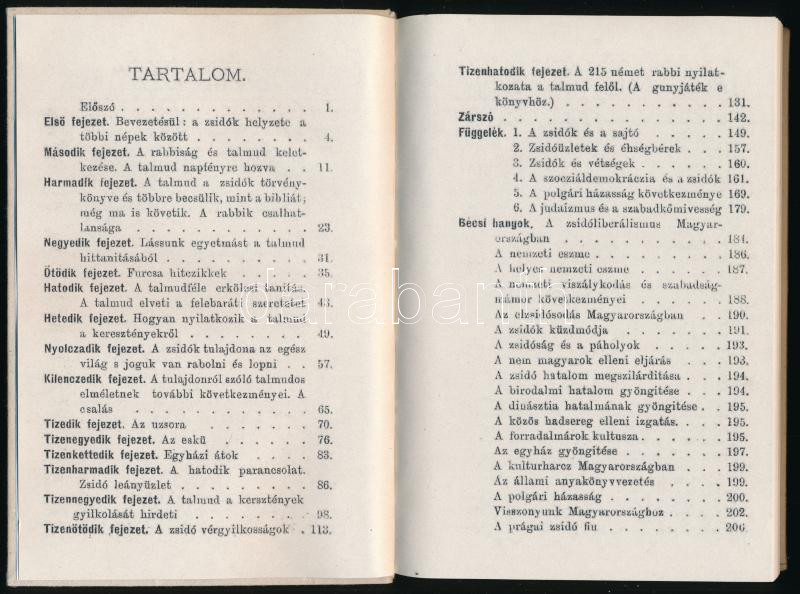 TARTALOM.
Előszó . . . . . . . . . . . . 1.
Első fejezet. Bevezetésül: a zsidók helyzete a
többi népek között . . . . . . . . 4.
Második fejezet. A rabbiság és talmud kelet-
kezése. A talmud napfényre hozva . . 11.
Harmadik fejezet. A talmud a zsidók törvény-
könyve és többre becsülik, mint a bibliát;
még ma is követik. A rabbik csalhat-
lansága . . . . . . . . . . 23.
Negyedik fejezet. Lássunk egyetmást a talmud
hittanitásából . . . . . . . . . 31.
Ötödik fejezet. Furcsa hitczikkek . . . . 35.
Hatodik fejezet. A talmudféle erkölcsi tanítás.
A talmud elveti a felebaráti szeretetet 43.
Hetedik fejezet. Hogyan nyilatkozik a talmud
a keresztényekről . . . . . . . . 49.
Nyolczadik fejezet. A zsidók tulajdona az egész
világ s joguk van rabolni és lopni . . 57.
Kilenczedik fejezet. A tulajdonról szóló talmudos
elméletnek további következményei. A
csalás . . . . . . . . . . . 65.
Tizedik fejezet. Az uzsora . . . . . . 70.
Tizenegyedik fejezet. Az eskü . . . . . 76.
Tizenkettedik fejezet. Egyházi átok . . . . 83.
Tizenharmadik fejezet. A hatodik parancsolat.
Zsidó leányüzlet . . . . . . . . 86.
Tizennegyedik fejezet. A talmud a kersztények
gyilkolását hirdeti . . . . . . . . 98.
Tizenötödik fejezet. A zsidó vérgyilkosságok . 113.
Tizenhatodik fejezet. A 215 német rabbi nyilat-
kozata a talmud felől. (A gunyjáték e
könyvhöz.) . . . . . . . . . . 131.
Zárszó . . . . . . . . . . . . . 142.
Függelék. 1. A zsidók és a sajtó . . . . . 149.
2. Zsidóüzletek és éhségbérek . . . 157.
3. Zsidók és vétségek . . . . . 160.
4. A szocziáldemokráczia és a zsidók 161.
5. A polgári házasság következménye 169.
6. A judaizmus és a szabadkőmivesség 179.
Bécsi hangok. A zsidóliberálismus Magyar-
országban . . . . . . . . . . 184.
A nemzeti eszme . . . . . . . . 186.
A helyes nemzeti eszme . . . . . . 187.
A nemzeti viszálykodás és szabadság-
mámor következményei . . . . . . 188.
Az elzsidósodás Magyarországban . . . 190.
A zsidók küzdmódja . . . . . . . 191.
A zsidóság és a páholyok . . . . . 193.
A nem magyarok elleni eljárás . . . 193.
A zsidó hatalom megszilárdítása . . . 194.
A birodalmi hatalom gyöngitése . . . 194.
A dinásztia hatalmának gyöngitése . . 195.
A közös hadsereg elleni izgatás. . . . 195.
A forradalmárok kultusza . . . . . 195.
Az egyház gyöngitése . . . . . . 197.
A kulturharcz Magyarországban . . . 199.
Az állami anyakönyvvezetés . . . . 199.
A polgári házasság . . . . . . . 200.
Visszonyunk Magyarországhoz . . . . 202.
A prágai zsidó fiu . . . . . . . . 206.
darabanth